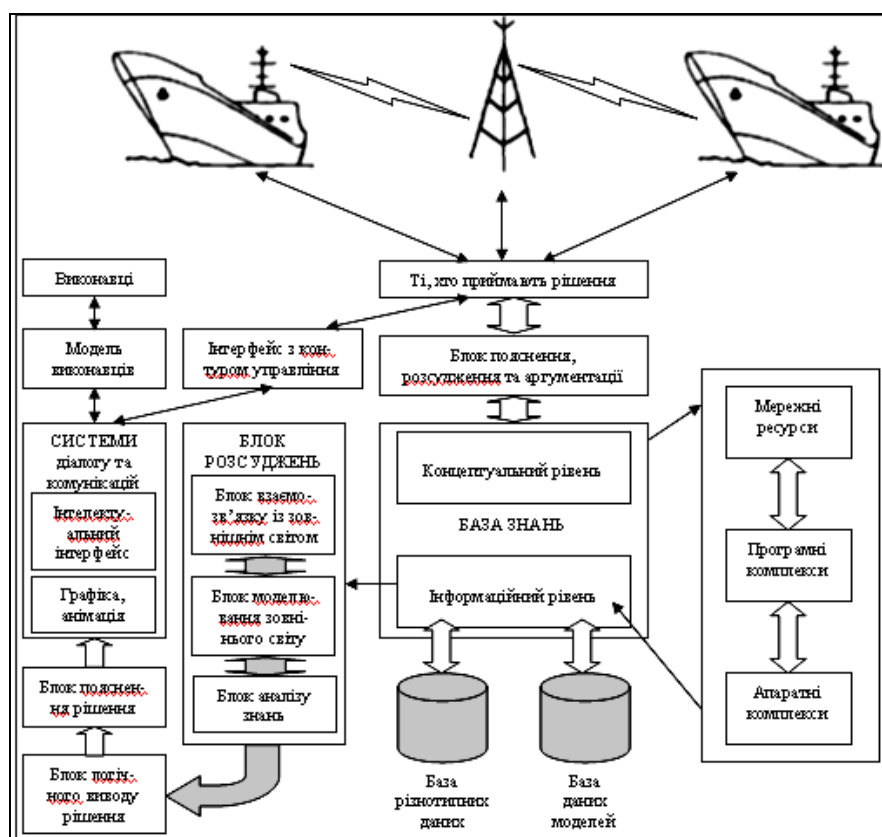 Ті, хто приймають рішення
Виконавці
Модель
виконавців
Інтерфейс з кон-
туром управління
Блок пояснення,
розсудження та аргументації
СИСТЕМИ
діалогу та
комунікацій
Інтелекту-
альний
інтерфейс
Графіка,
анімація
Блок пояснен-
ня рішення
Блок логіч-
ного виводу
рішення
БЛОК
РОЗСУДЖЕНЬ
Блок взаємо-
зв’язку із зов-
нішнім світом
Блок моделю-
вання зовні-
нього світу
Блок аналізу
знань
Концептуальний рівень
БАЗА ЗНАНЬ
Інформаційний рівень
База
різнотипних
даних
База
даних
моделей
Мережні
ресурси
Програмні
комплекси
Апаратні
комплекси